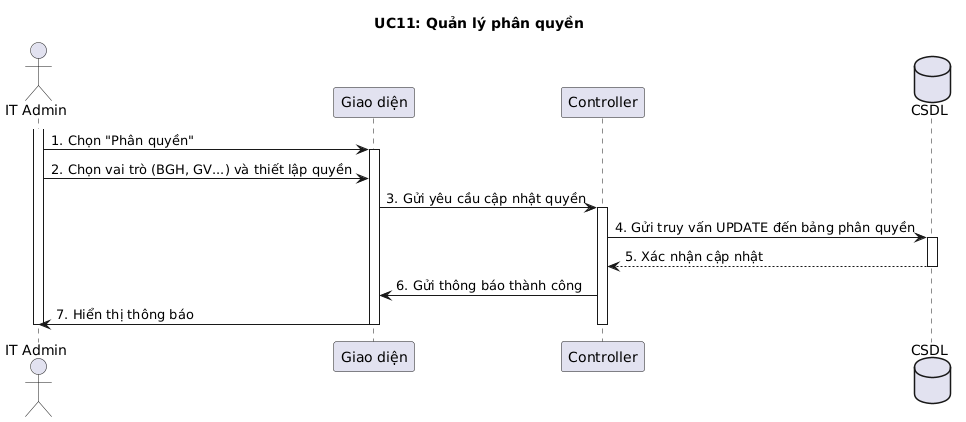 UC11: Quản lý phân quyền
IT Admin
Giao diện
Controller
CSDL
1. Chọn "Phân quyền"
2. Chọn vai trò (BGH, GV...) và thiết lập quyền
3. Gửi yêu cầu cập nhật quyền
4. Gửi truy vấn UPDATE đến bảng phân quyền
5. Xác nhận cập nhật
6. Gửi thông báo thành công
7. Hiển thị thông báo
IT Admin
Giao diện
Controller
CSDL